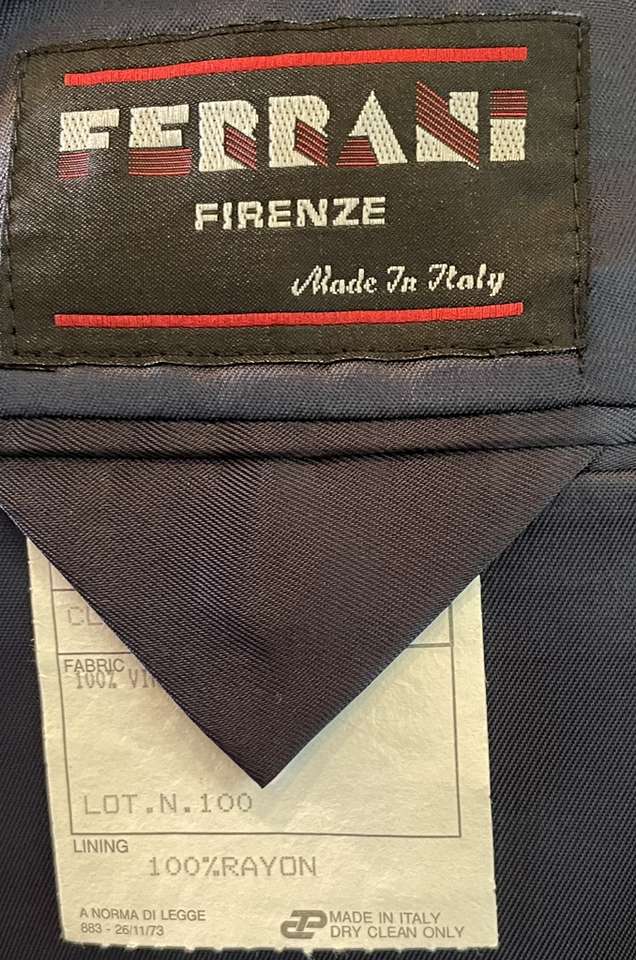 FERRANI
FIRENZE
Made In Italy
FABRIC
100%
LOT.N.100
LINING
100%RAYON
A NORMA DI LEGGE
883 - 26/11/73
MADE IN ITALY
DRY CLEAN ONLY